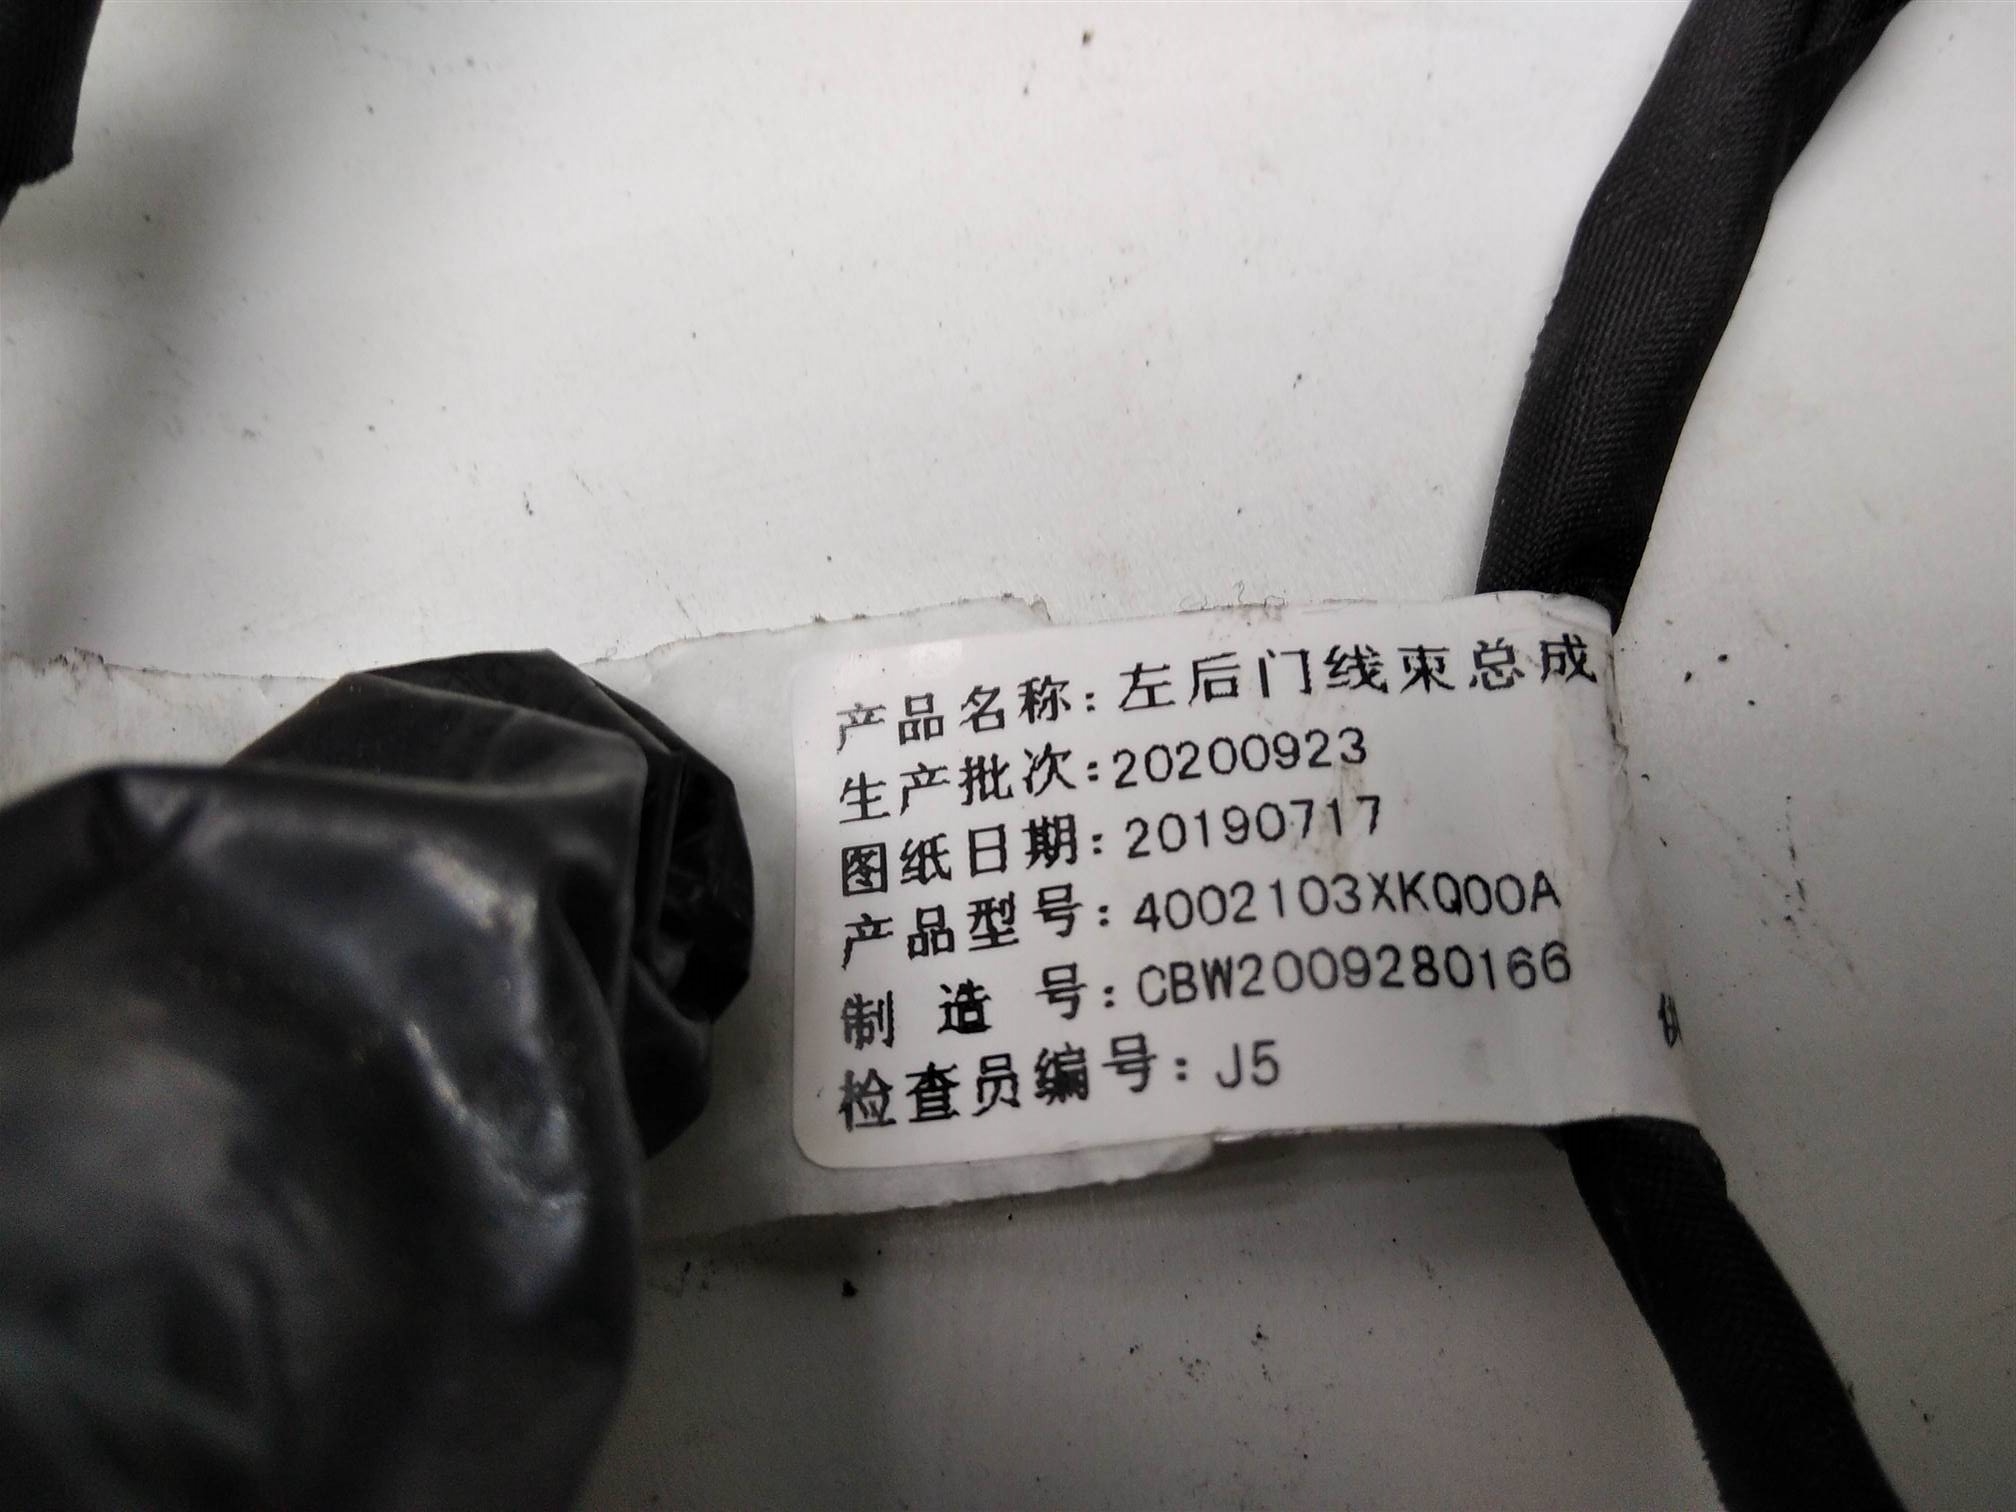 产品名称:左后门线束总成
生产批次:20200923
图纸日期:20190717
产品型号:4002103XKQ00A
制造号:CBW2009280166
检查员编号:J5